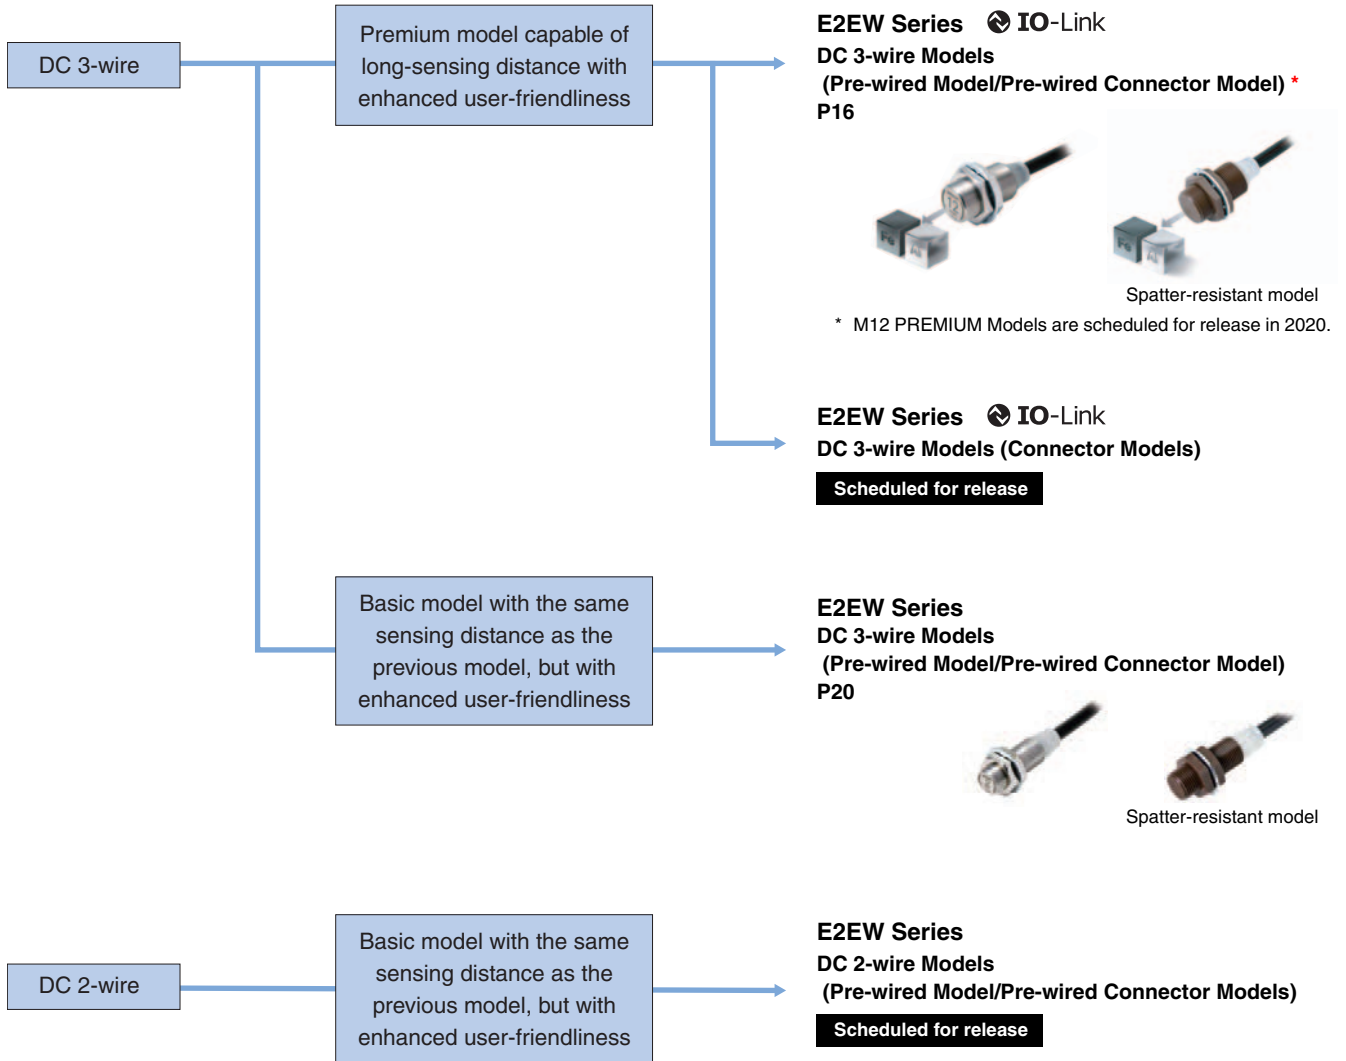 DC 3-wire
Premium model capable of
long-sensing distance with
enhanced user-friendliness
E2EW Series IO-Link
DC 3-wire Models
(Pre-wired Model/Pre-wired Connector Model) *
P16
12
Fe
Al
Fe
Al
Spatter-resistant model
* M12 PREMIUM Models are scheduled for release in 2020.
E2EW Series IO-Link
DC 3-wire Models (Connector Models)
Scheduled for release
Basic model with the same
sensing distance as the
previous model, but with
enhanced user-friendliness
E2EW Series
DC 3-wire Models
(Pre-wired Model/Pre-wired Connector Model)
P20
Spatter-resistant model
DC 2-wire
Basic model with the same
sensing distance as the
previous model, but with
enhanced user-friendliness
E2EW Series
DC 2-wire Models
(Pre-wired Model/Pre-wired Connector Models)
Scheduled for release